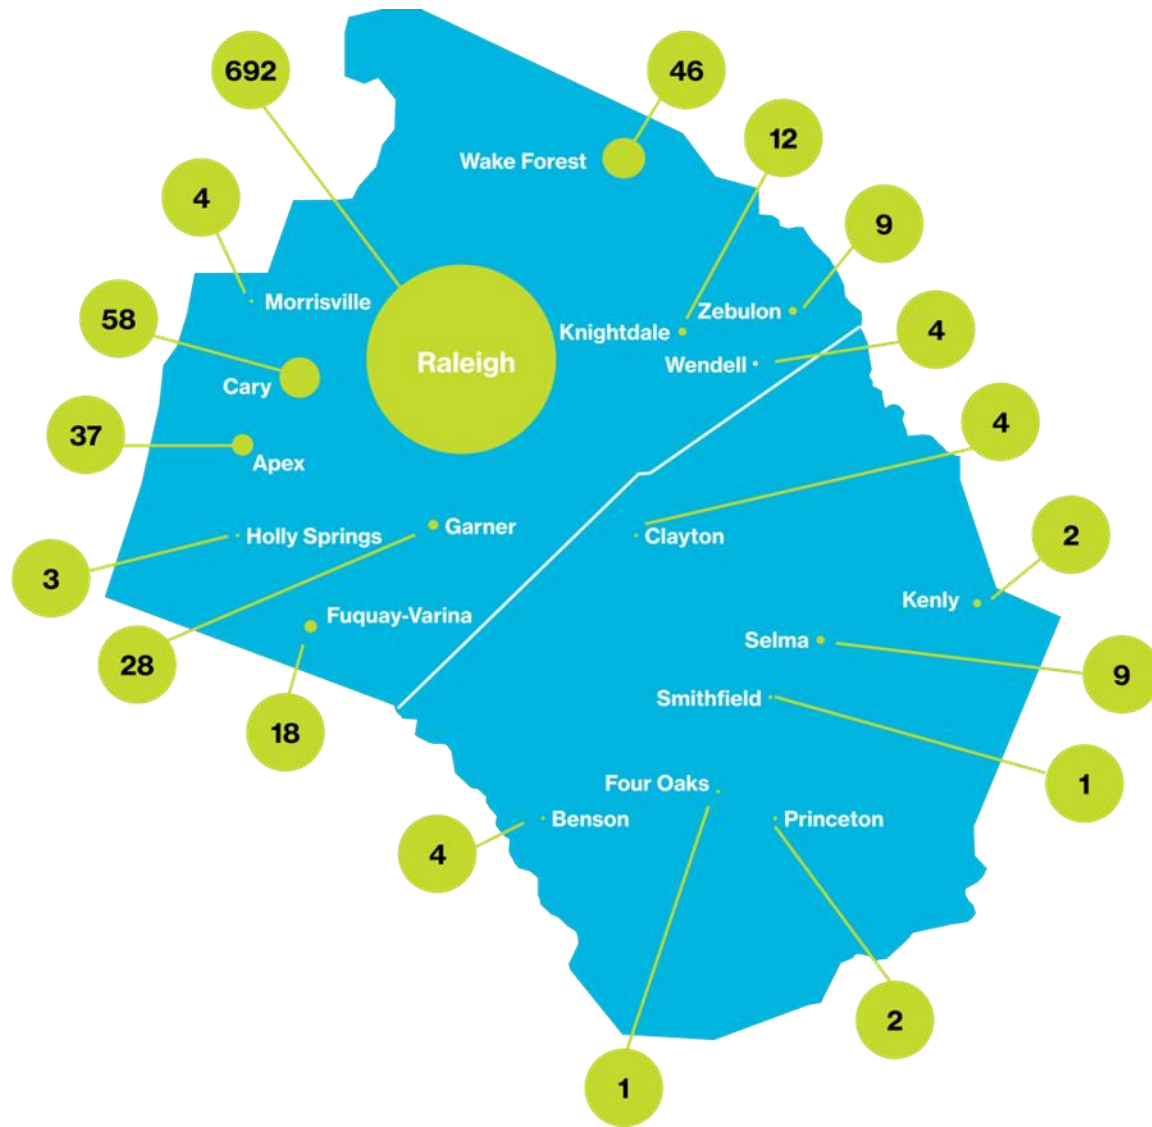 692
46
12
Wake Forest
4
9
Morrisville
58
Zebulon
Knightdale
4
Raleigh
Wendell
Cary
37
Apex
4
Garner
Holly Springs
Clayton
2
3
Kenly
Fuquay-Varina
Selma
28
9
Smithfield
18
Four Oaks
1
Benson
Princeton
4
2
1